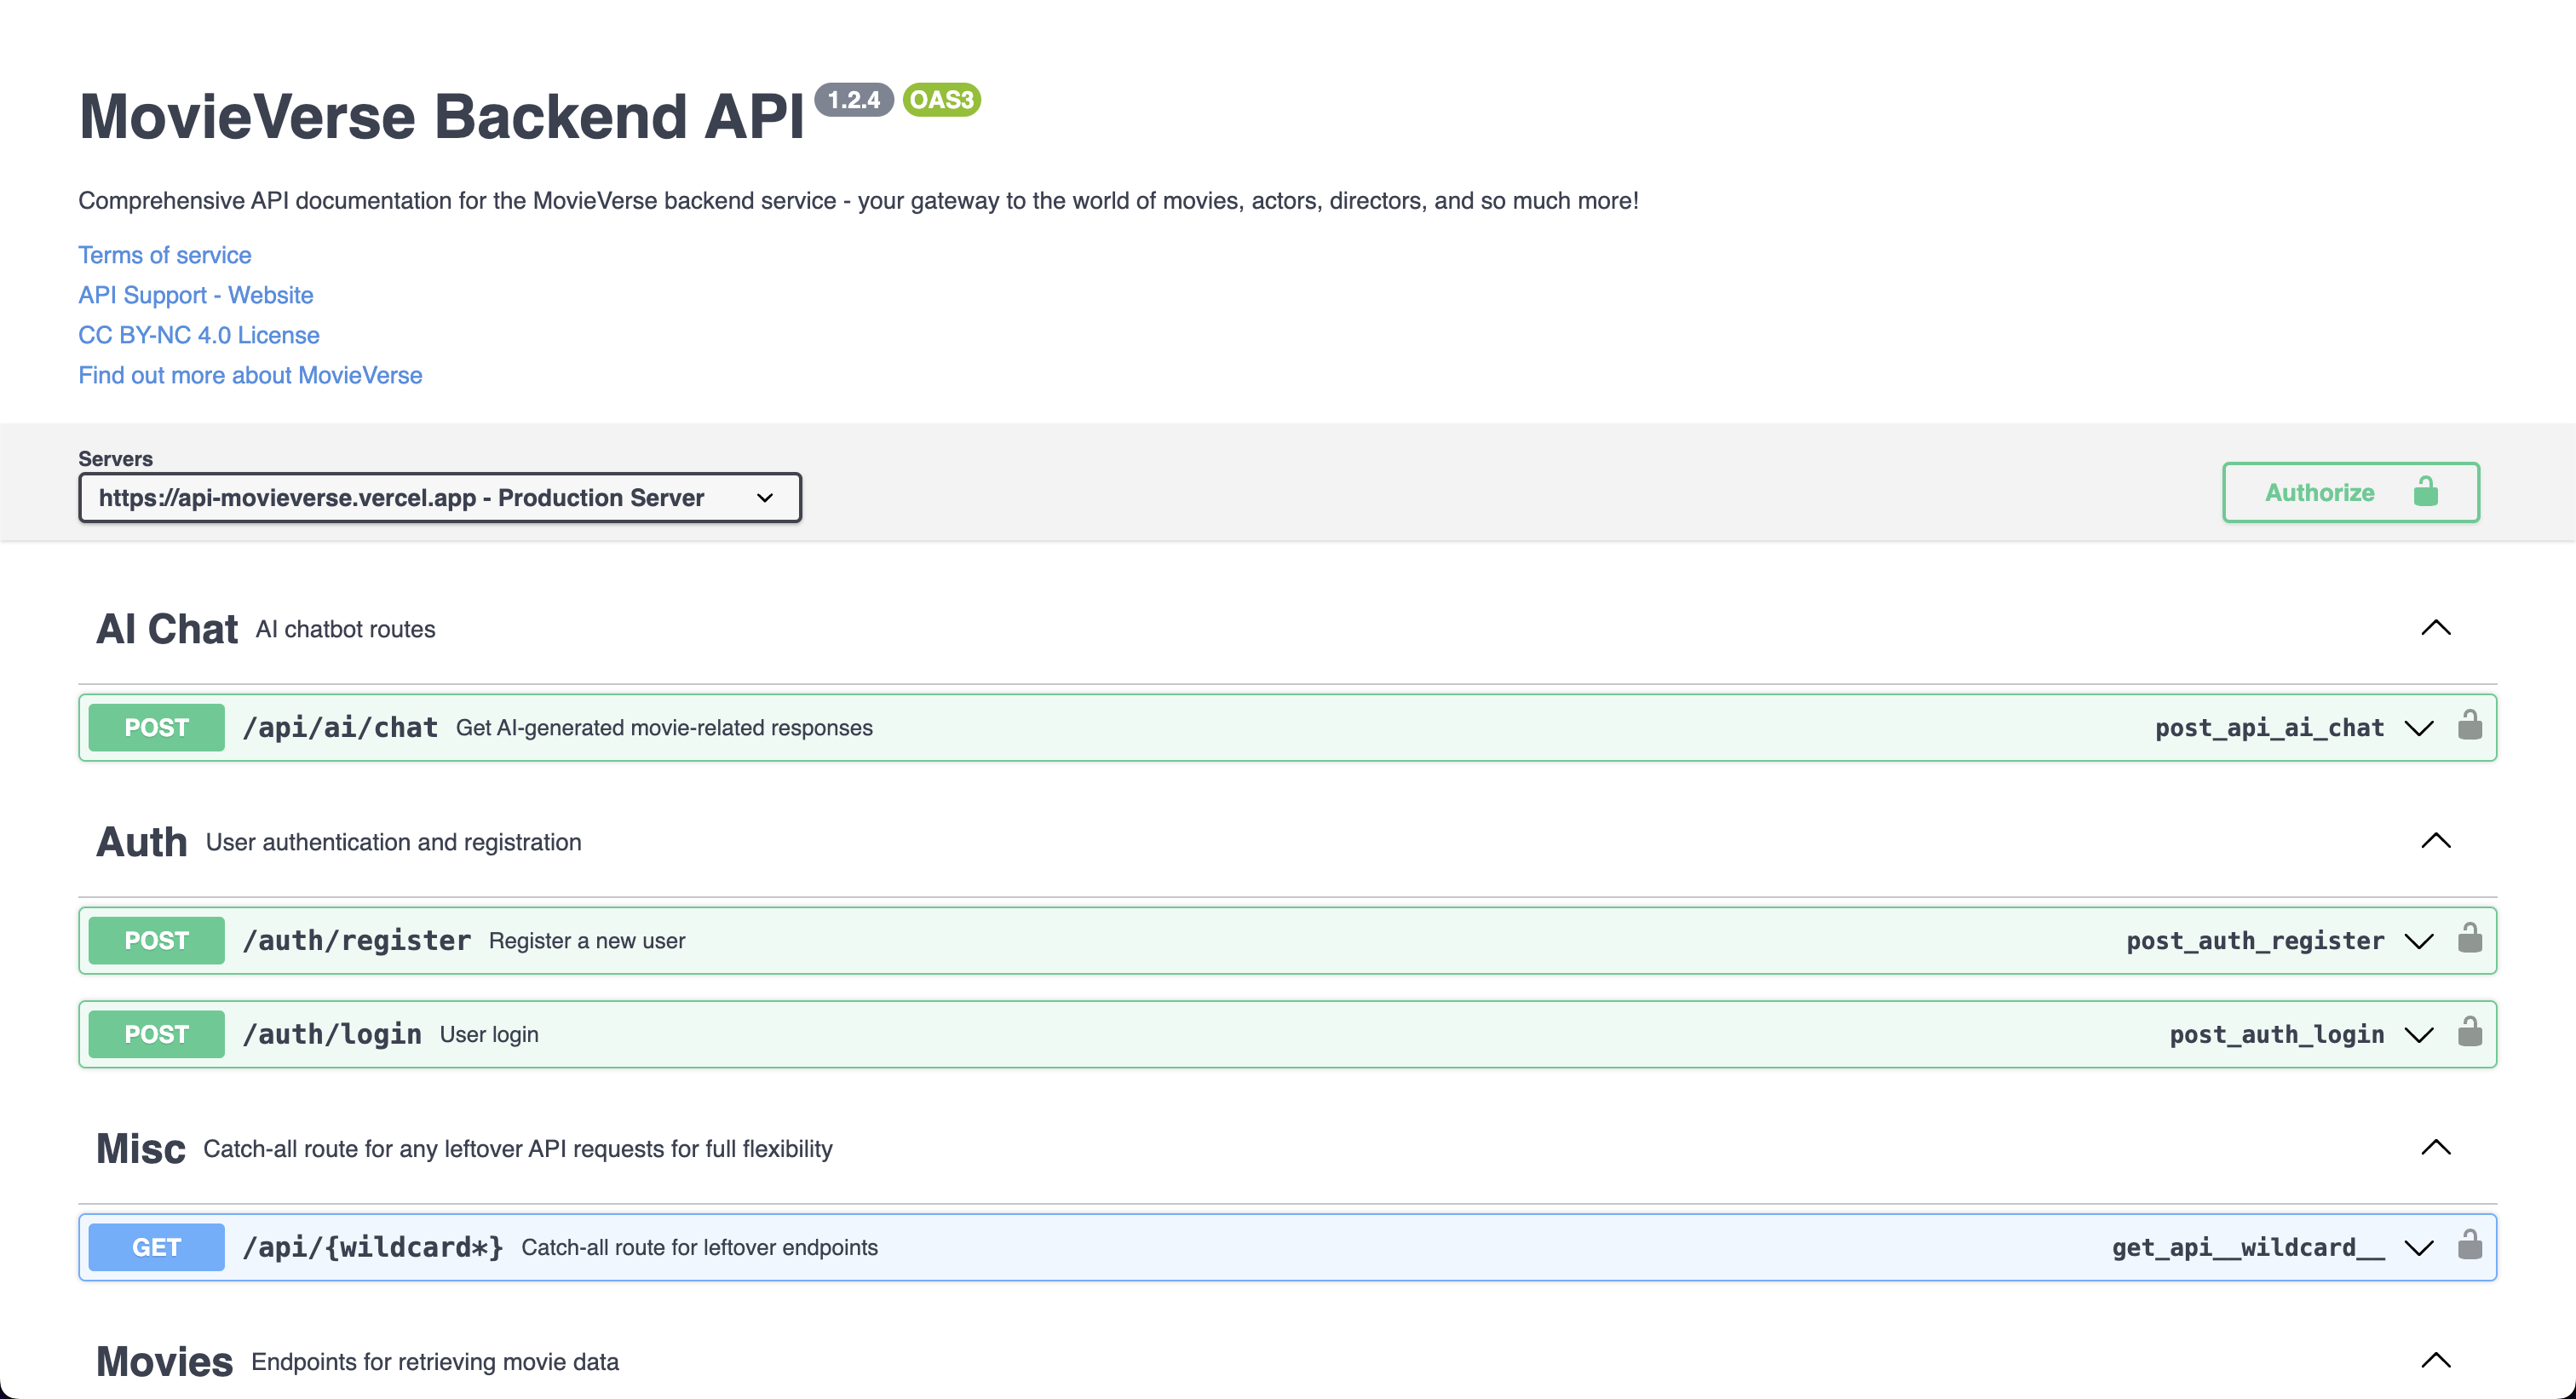 MovieVerse Backend API 1.2.4 OAS3
Comprehensive API documentation for the MovieVerse backend service - your gateway to the world of movies, actors, directors, and so much more!
Terms of service
API Support - Website
CC BY-NC 4.0 License
Find out more about MovieVerse
Servers
https://api-movieverse.vercel.app - Production Server
Authorize
AI Chat AI chatbot routes
POST /api/ai/chat Get AI-generated movie-related responses post_api_ai_chat
Auth User authentication and registration
POST /auth/register Register a new user post_auth_register
POST /auth/login User login post_auth_login
Misc Catch-all route for any leftover API requests for full flexibility
GET /api/{wildcard*} Catch-all route for leftover endpoints get_api__wildcard__
Movies Endpoints for retrieving movie data